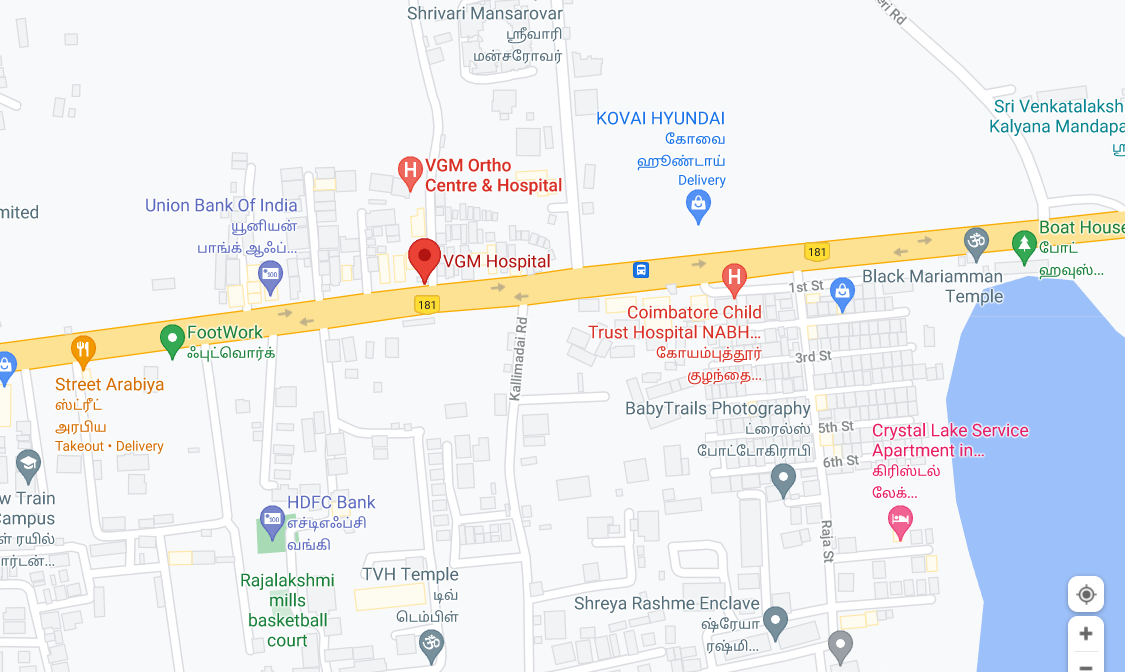 Shrivari Mansarovar
ஸ்ரீவாரி
மன்சரோவர்
eri Rd
Sri Venkatalaksh
Kalyana Mandapa
KOVAI HYUNDAI
கோவை
ஹூண்டாய்
Delivery
VGM Ortho
Centre & Hospital
mited
Union Bank Of India
யூனியன்
பாங்க் ஆஃப்...
VGM Hospital
181
181
Boat House
போட்
ஹவுஸ்...
Black Mariamman
Temple
1st St
Coimbatore Child
Trust Hospital NABH...
கோயம்புத்தூர்
குழந்தை...
FootWork
ஃபுட்வொர்க்
Kallimadai Rd
3rd St
Street Arabiya
ஸ்ட்ரீட்
அரபிய
Takeout • Delivery
BabyTrails Photography
ட்ரைல்ஸ்
போட்டோகிராபி
5th St
6th St
Crystal Lake Service
Apartment in...
கிரிஸ்டல்
லேக்...
w Train
Campus
ள் ரயில்
ார்டன்...
HDFC Bank
எச்டிஎஃப்சி
வங்கி
Raja St
Rajalakshmi
mills
basketball
court
TVH Temple
டிவ்
டெம்பிள்
Shreya Rashme Enclave
ஷ்ரேயா
ரஷ்மி...